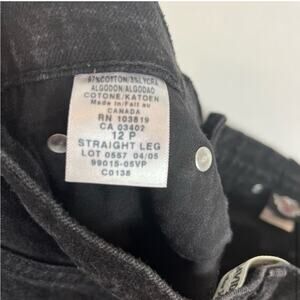 97%COTTON/3%LYCRA
ALGODON/ALGODAO
COTONE/KATOEN
Made in/Fait au
CANADA
RN 103819
CA 03402
12 P
STRAIGHT LEG
LOT 0557 04/05
99015-05VP
C0138